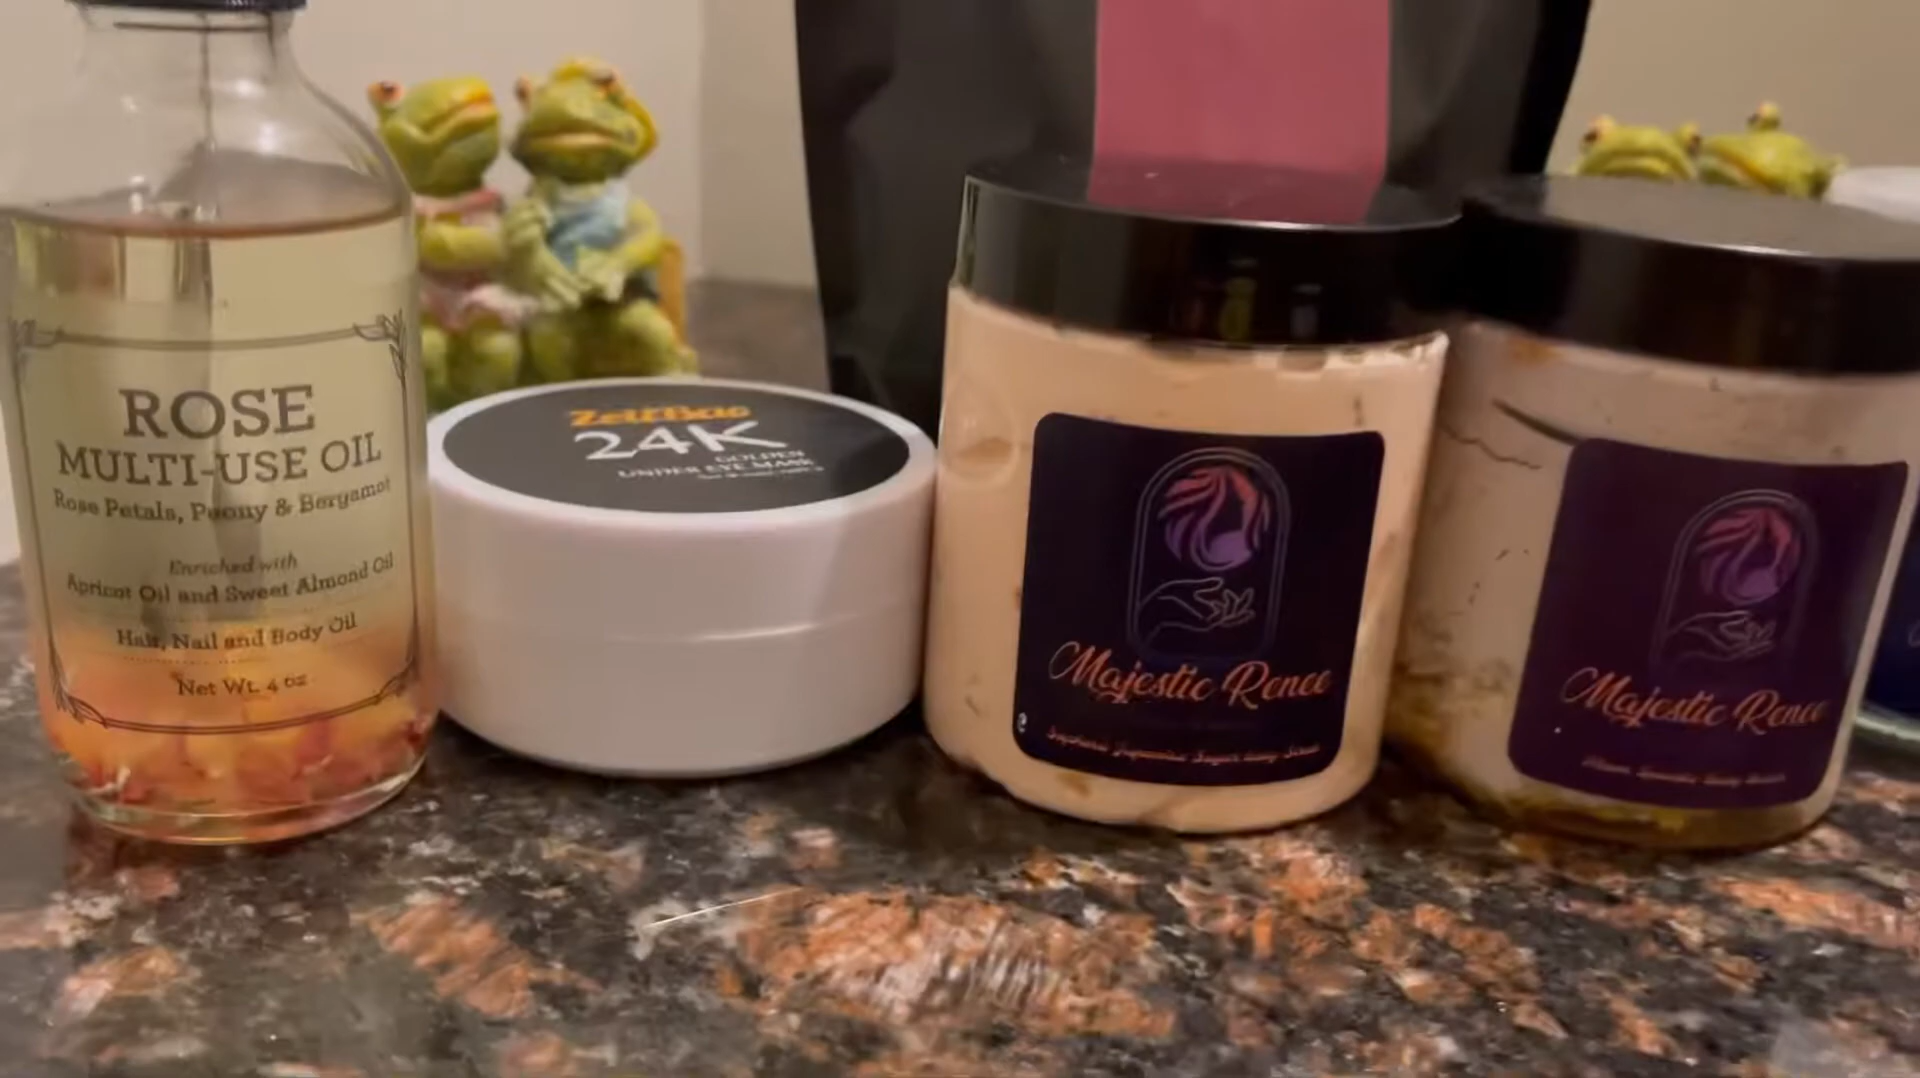 ROSE
MULTI-USE OIL
Rose Petals, Peony & Bergamot
Enriched with
Apricot Oil and Sweet Almond Oil
Hair, Nail and Body Oil
Net Wt. 4 oz
24K
GOLDEN
UNDER EYE MASK
Majestic Renee
Majestic Renee